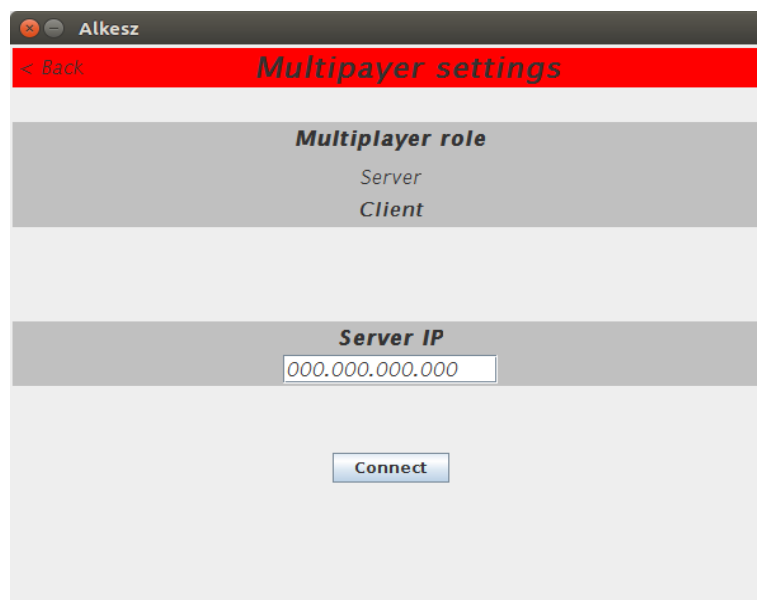 Alkesz
< Back Multipayer settings
Multiplayer role
Server
Client
Server IP
000.000.000.000
Connect